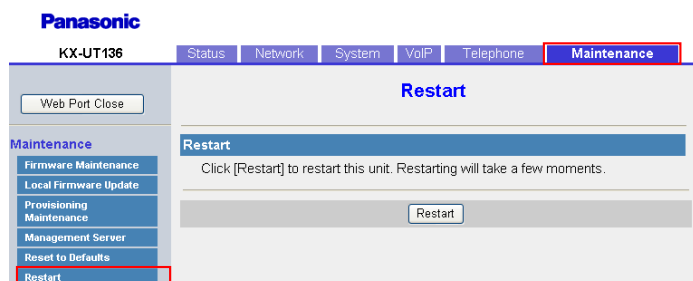 Panasonic
KX-UT136
Status Network System VoIP Telephone Maintenance
Web Port Close
Restart
Maintenance
Firmware Maintenance
Local Firmware Update
Provisioning
Maintenance
Management Server
Reset to Defaults
Restart
Restart
Click [Restart] to restart this unit. Restarting will take a few moments.
Restart